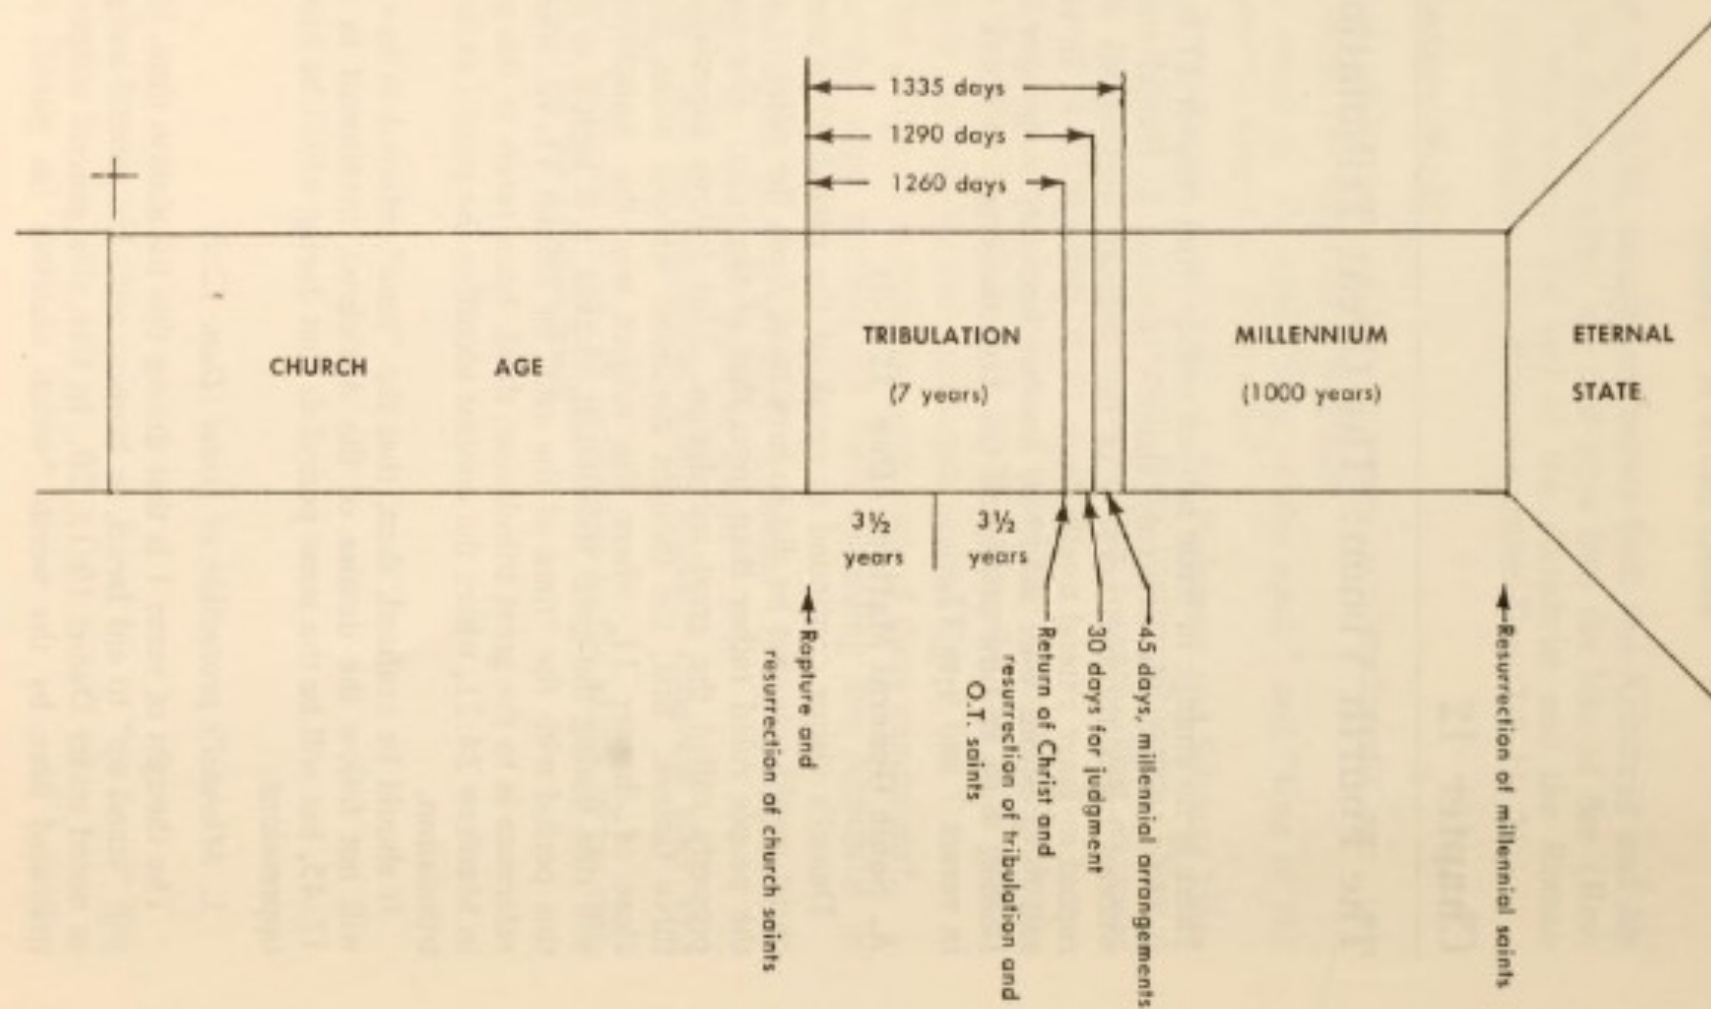 1335 days
1290 days
1260 days
CHURCH AGE
TRIBULATION
(7 years)
MILLENNIUM
(1000 years)
ETERNAL
STATE
3½
years
3½
years
Rapture and
resurrection of church saints
Return of Christ and
resurrection of tribulation and
O.T. saints
30 days for judgment
45 days, millennial arrangements
Resurrection of millennial saints